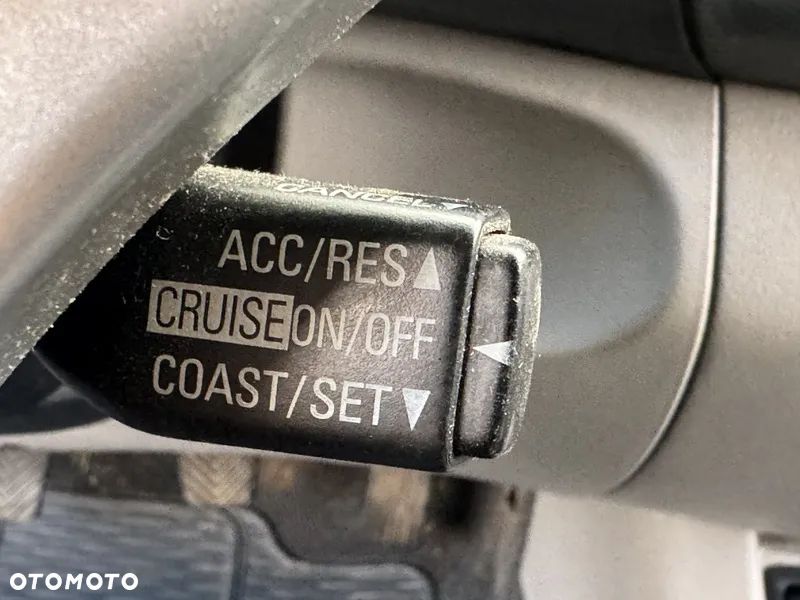 CANCEL ▼
ACC/RES ▲
CRUISE ON/OFF ◄
COAST/SET ▼
OTOMOTO